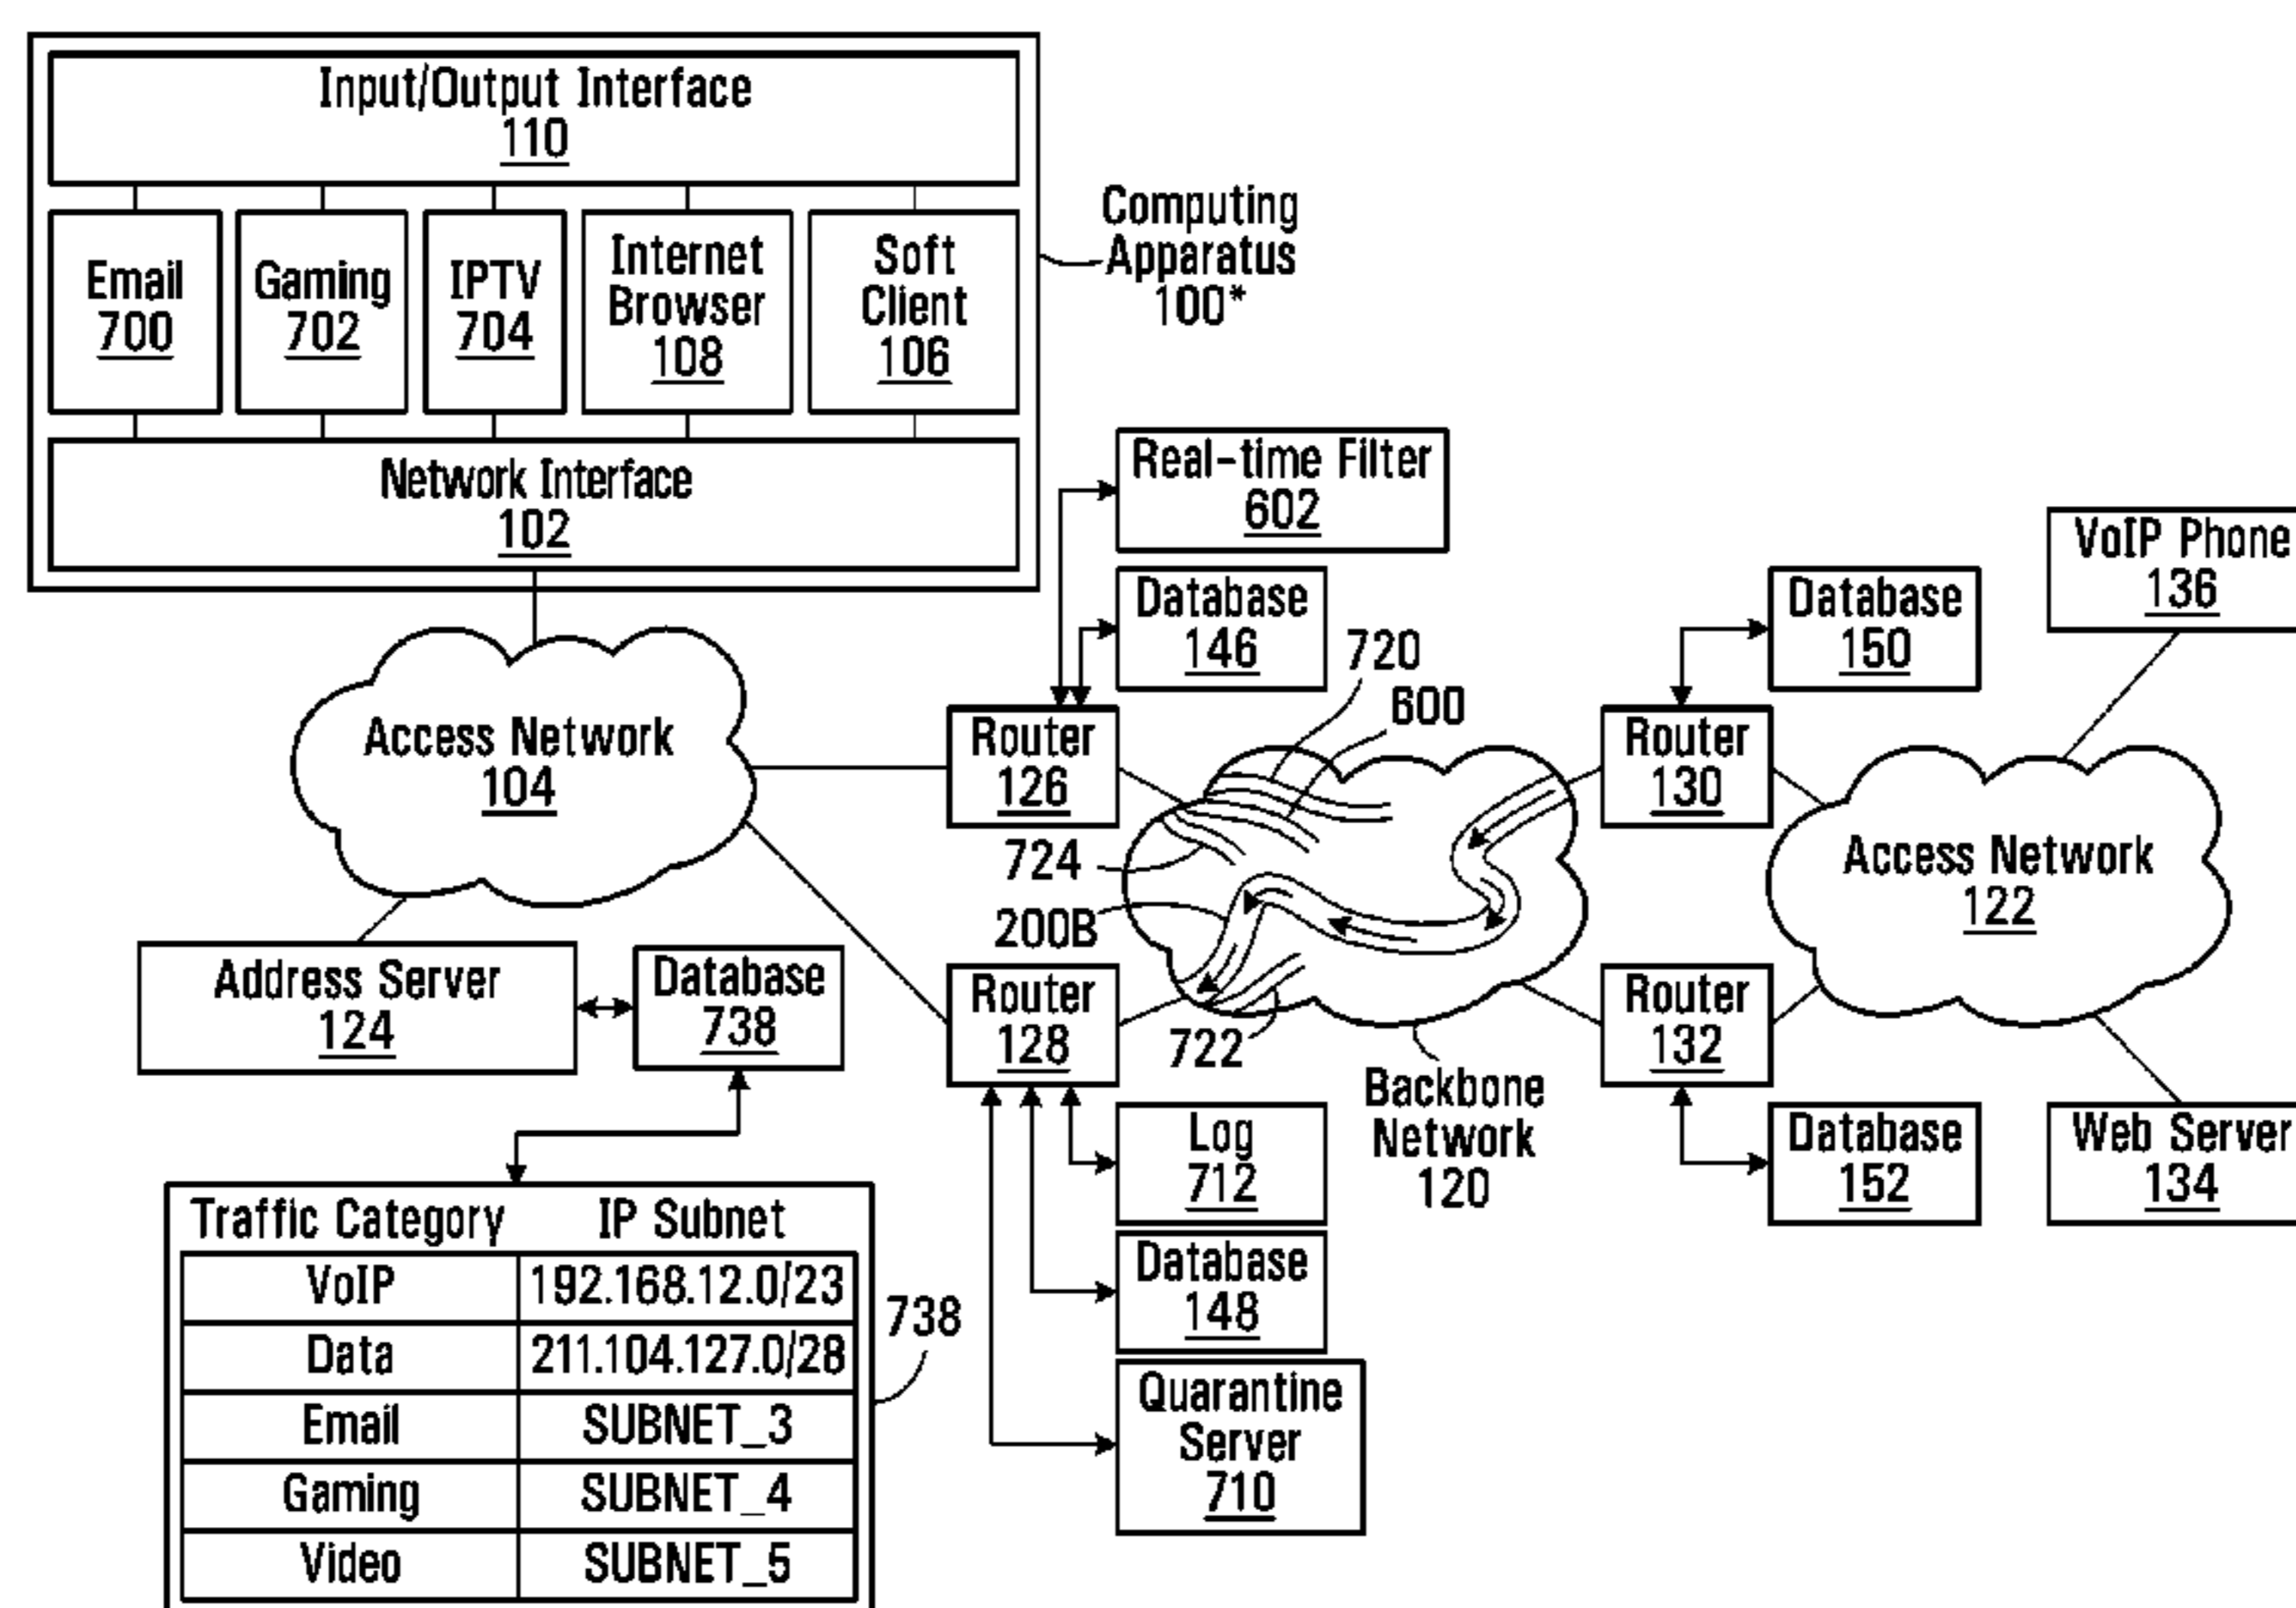 Input/Output Interface
110
Email
700
Gaming
702
IPTV
704
Internet
Browser
108
Soft
Client
106
Computing
Apparatus
100*
Network Interface
102
Real-time Filter
602
Database
146
720
600
Database
150
VoIP Phone
136
Access Network
104
Router
126
Router
130
724
200B
Access Network
122
Address Server
124
Database
738
Router
128
722
Backbone
Network
120
Router
132
Log
712
Database
152
Web Server
134
Database
148
Quarantine
Server
710
Traffic Category IP Subnet
VoIP 192.168.12.0/23
Data 211.104.127.0/28
Email SUBNET_3
Gaming SUBNET_4
Video SUBNET_5
738